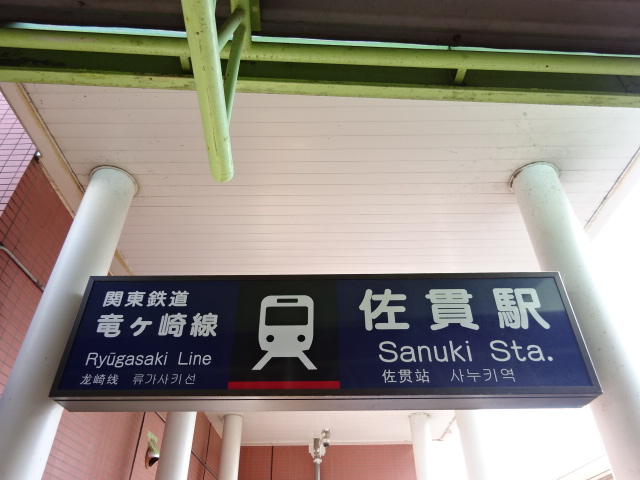 関東鉄道
竜ヶ崎線
Ryūgasaki Line
龙崎线 류가사키선
佐貫駅
Sanuki Sta.
佐贯站 사누키역